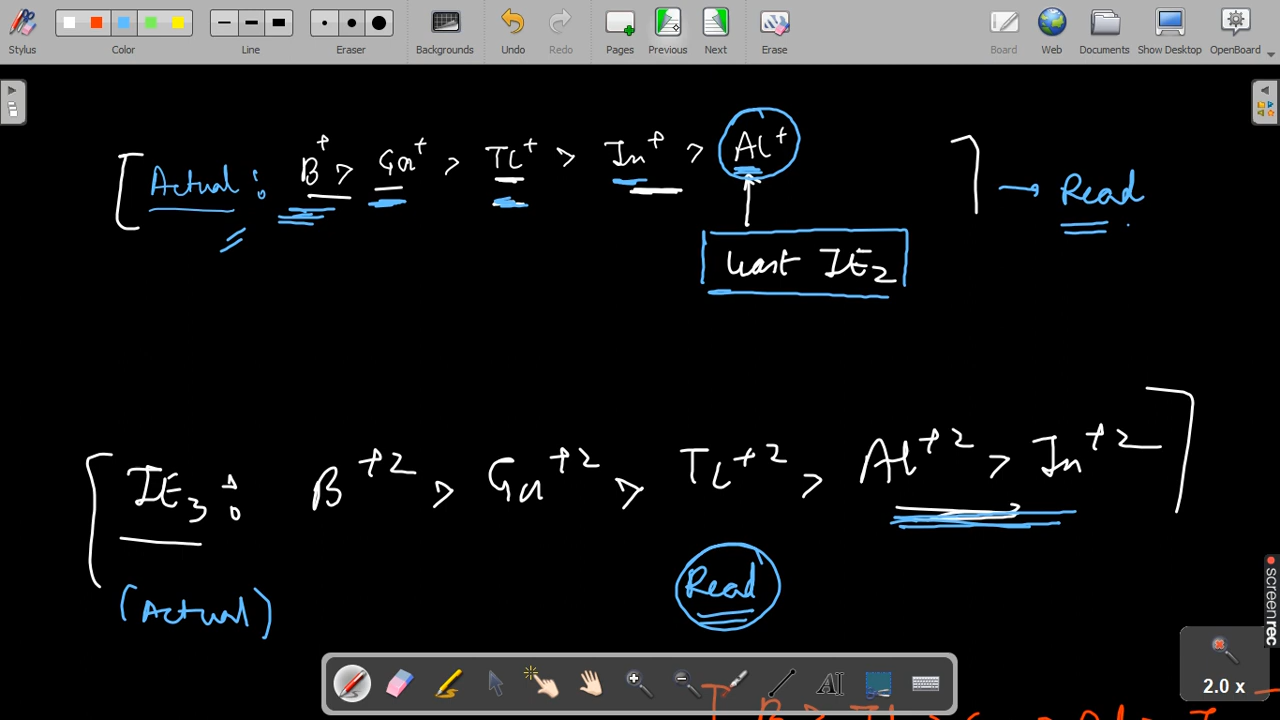 Stylus Color Line Eraser Backgrounds Undo Redo Pages Previous Next Erase Board Web Documents Show Desktop OpenBoard
[ Actual : B+ > Ga+ > Tl+ > In+ > Al+ ] → Read
least IE2
[ IE3 : B+2 > Ga+2 > Tl+2 > Al+2 > In+2 ]
(Actual) Read
screenrec
2.0 x